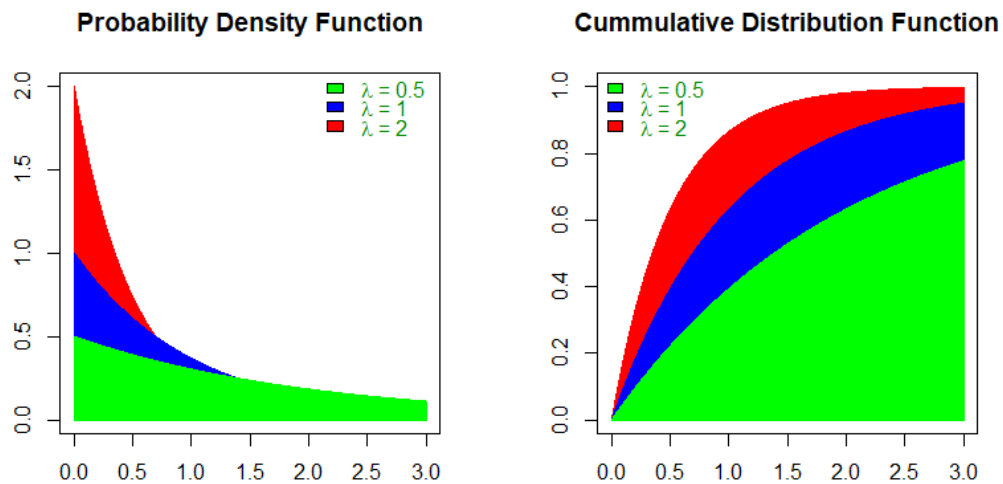 Probability Density Function
2.0
1.5
1.0
0.5
0.0
λ = 0.5
λ = 1
λ = 2
0.0 0.5 1.0 1.5 2.0 2.5 3.0
Cummulative Distribution Function
1.0
0.8
0.6
0.4
0.2
0.0
λ = 0.5
λ = 1
λ = 2
0.0 0.5 1.0 1.5 2.0 2.5 3.0